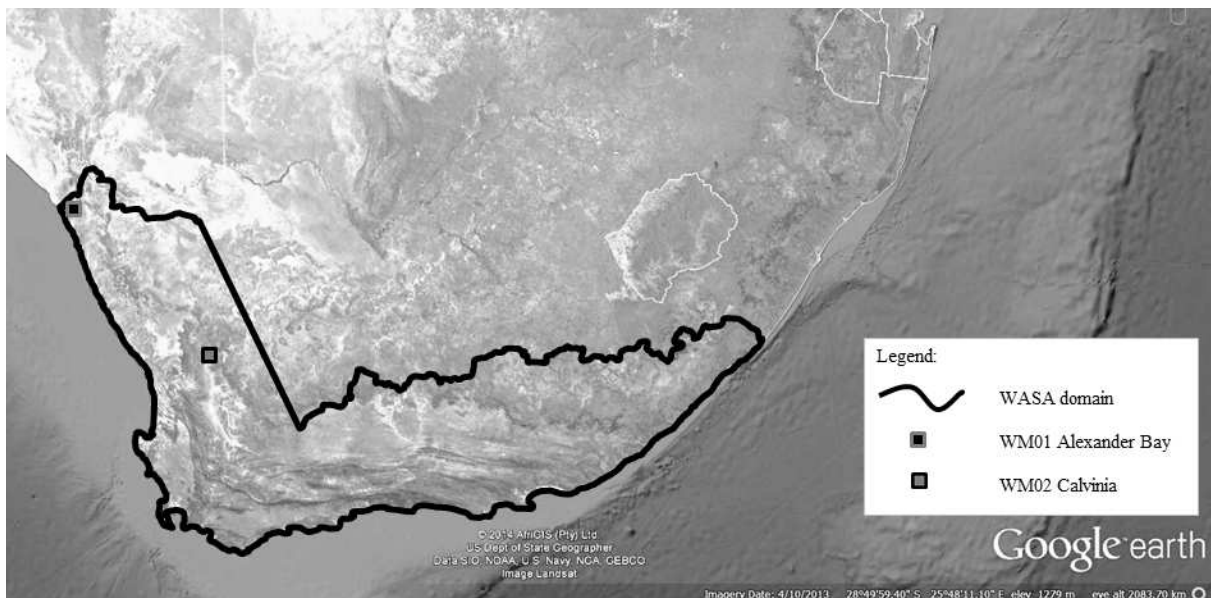 Legend:
WASA domain
WM01 Alexander Bay
WM02 Calvinia
© 2014 AfriGIS (Pty) Ltd.
US Dept of State Geographer
Data SIO, NOAA, U.S. Navy, NGA, GEBCO
Image Landsat
Google earth
Imagery Date: 4/10/2013 28°49'59.40" S 25°48'11.10" E elev 1279 m eye alt 2083.70 km